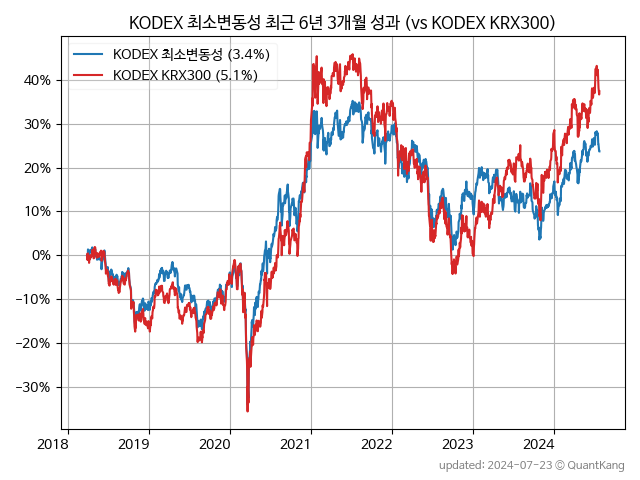 KODEX 최소변동성 최근 6년 3개월 성과 (vs KODEX KRX300)
KODEX 최소변동성 (3.4%)
KODEX KRX300 (5.1%)
40%
30%
20%
10%
0%
−10%
−20%
−30%
2018 2019 2020 2021 2022 2023 2024
updated: 2024-07-23 © QuantKang